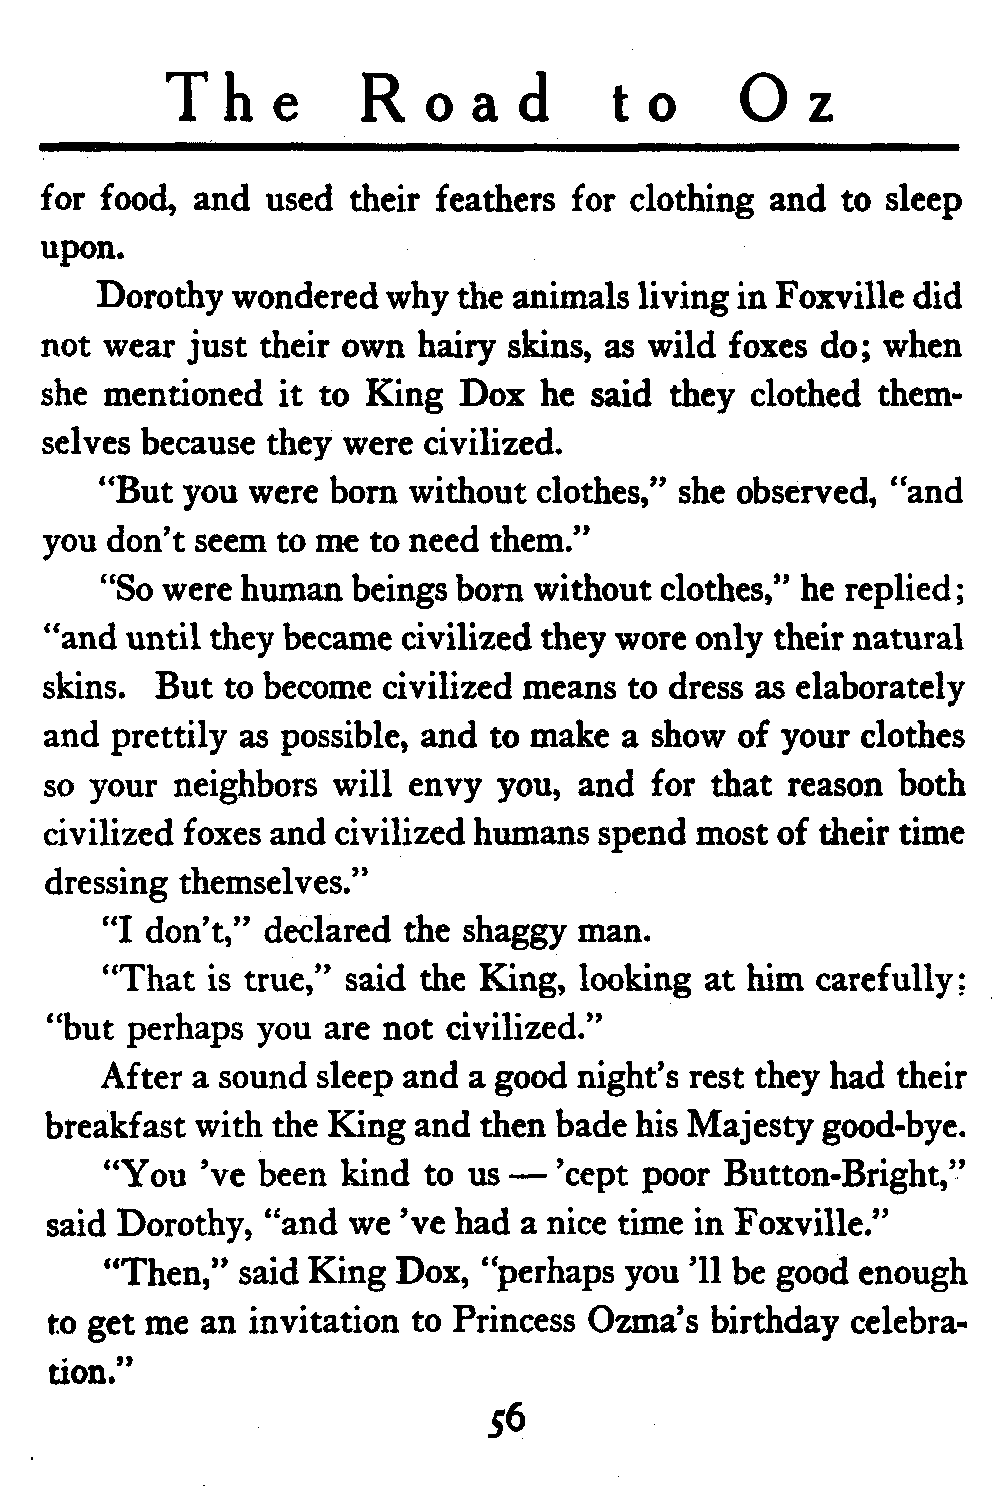 The Road to Oz
for food, and used their feathers for clothing and to sleep
upon.
Dorothy wondered why the animals living in Foxville did
not wear just their own hairy skins, as wild foxes do; when
she mentioned it to King Dox he said they clothed them-
selves because they were civilized.
“But you were born without clothes,” she observed, “and
you don’t seem to me to need them.”
“So were human beings born without clothes,” he replied;
“and until they became civilized they wore only their natural
skins. But to become civilized means to dress as elaborately
and prettily as possible, and to make a show of your clothes
so your neighbors will envy you, and for that reason both
civilized foxes and civilized humans spend most of their time
dressing themselves.”
“I don’t,” declared the shaggy man.
“That is true,” said the King, looking at him carefully;
“but perhaps you are not civilized.”
After a sound sleep and a good night’s rest they had their
breakfast with the King and then bade his Majesty good-bye.
“You ’ve been kind to us — ’cept poor Button-Bright,”
said Dorothy, “and we ’ve had a nice time in Foxville.”
“Then,” said King Dox, “perhaps you ’ll be good enough
to get me an invitation to Princess Ozma’s birthday celebra-
tion.”
56